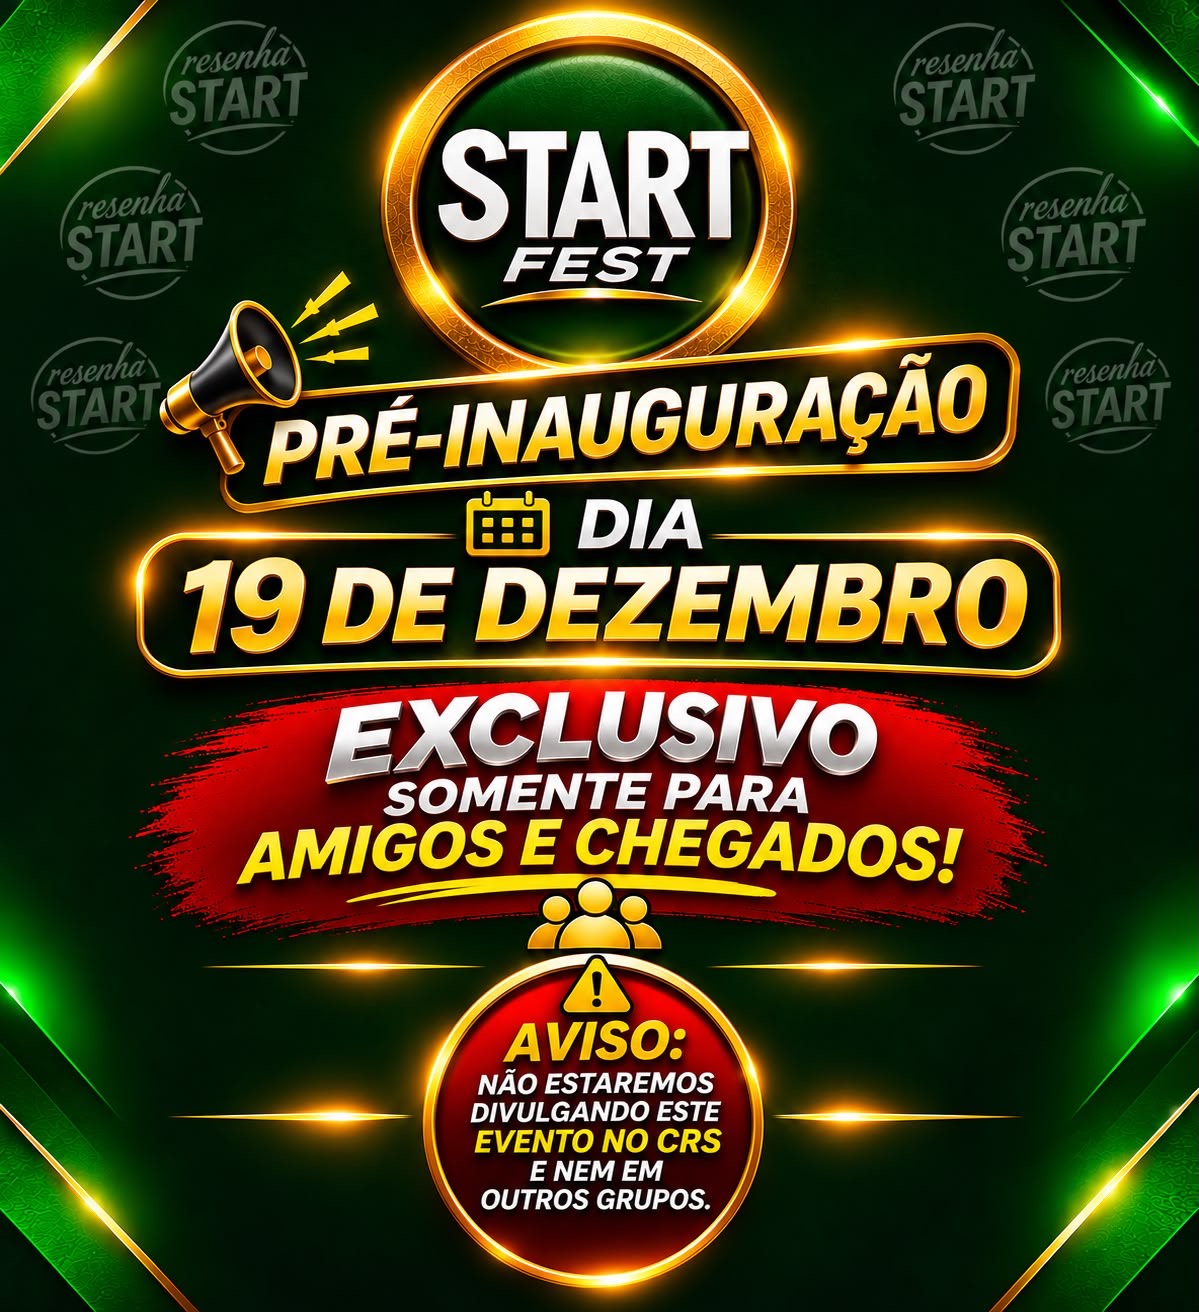 resenha
START
resenha
START
resenha
START
resenha
START
resenha
START
resenha
START
START
FEST
PRÉ-INAUGURAÇÃO
DIA
19 DE DEZEMBRO
EXCLUSIVO
SOMENTE PARA
AMIGOS E CHEGADOS!
AVISO:
NÃO ESTAREMOS
DIVULGANDO ESTE
EVENTO NO CRS
E NEM EM
OUTROS GRUPOS.